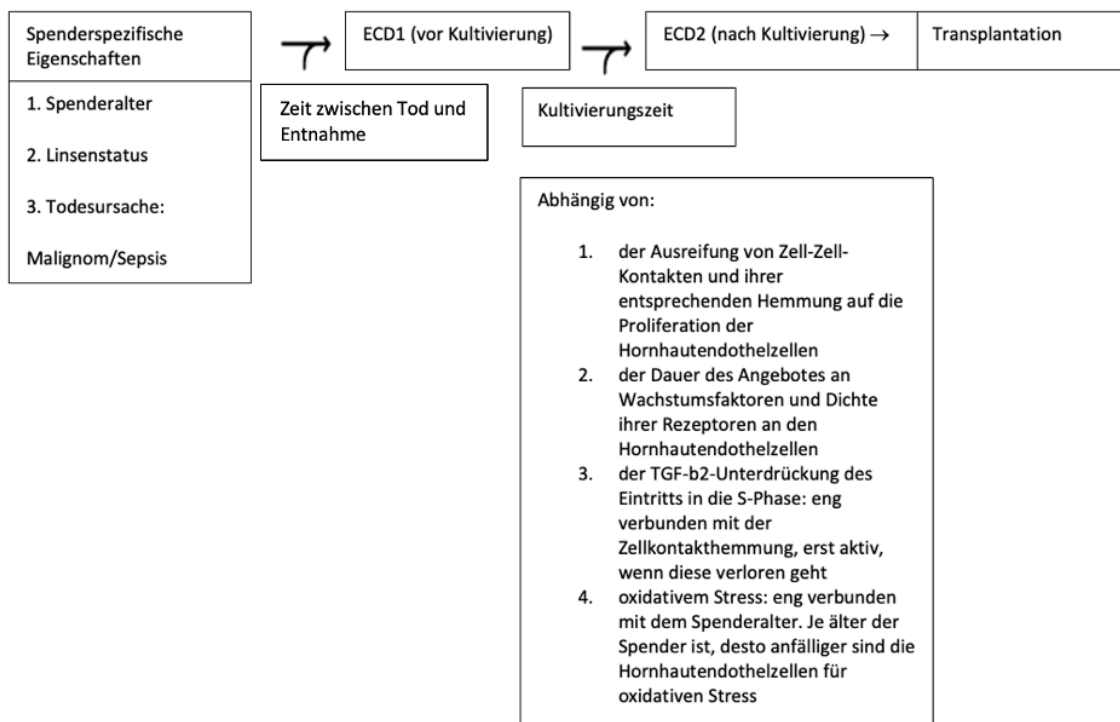 Spenderspezifische
Eigenschaften
1. Spenderalter
2. Linsenstatus
3. Todesursache:
Malignom/Sepsis
ECD1 (vor Kultivierung)
Zeit zwischen Tod und
Entnahme
ECD2 (nach Kultivierung) →
Transplantation
Kultivierungszeit
Abhängig von:
1. der Ausreifung von Zell-Zell-
Kontakten und ihrer
entsprechenden Hemmung auf die
Proliferation der
Hornhautendothelzellen
2. der Dauer des Angebotes an
Wachstumsfaktoren und Dichte
ihrer Rezeptoren an den
Hornhautendothelzellen
3. der TGF-b2-Unterdrückung des
Eintritts in die S-Phase: eng
verbunden mit der
Zellkontakthemmung, erst aktiv,
wenn diese verloren geht
4. oxidativem Stress: eng verbunden
mit dem Spenderalter. Je älter der
Spender ist, desto anfälliger sind die
Hornhautendothelzellen für
oxidativen Stress